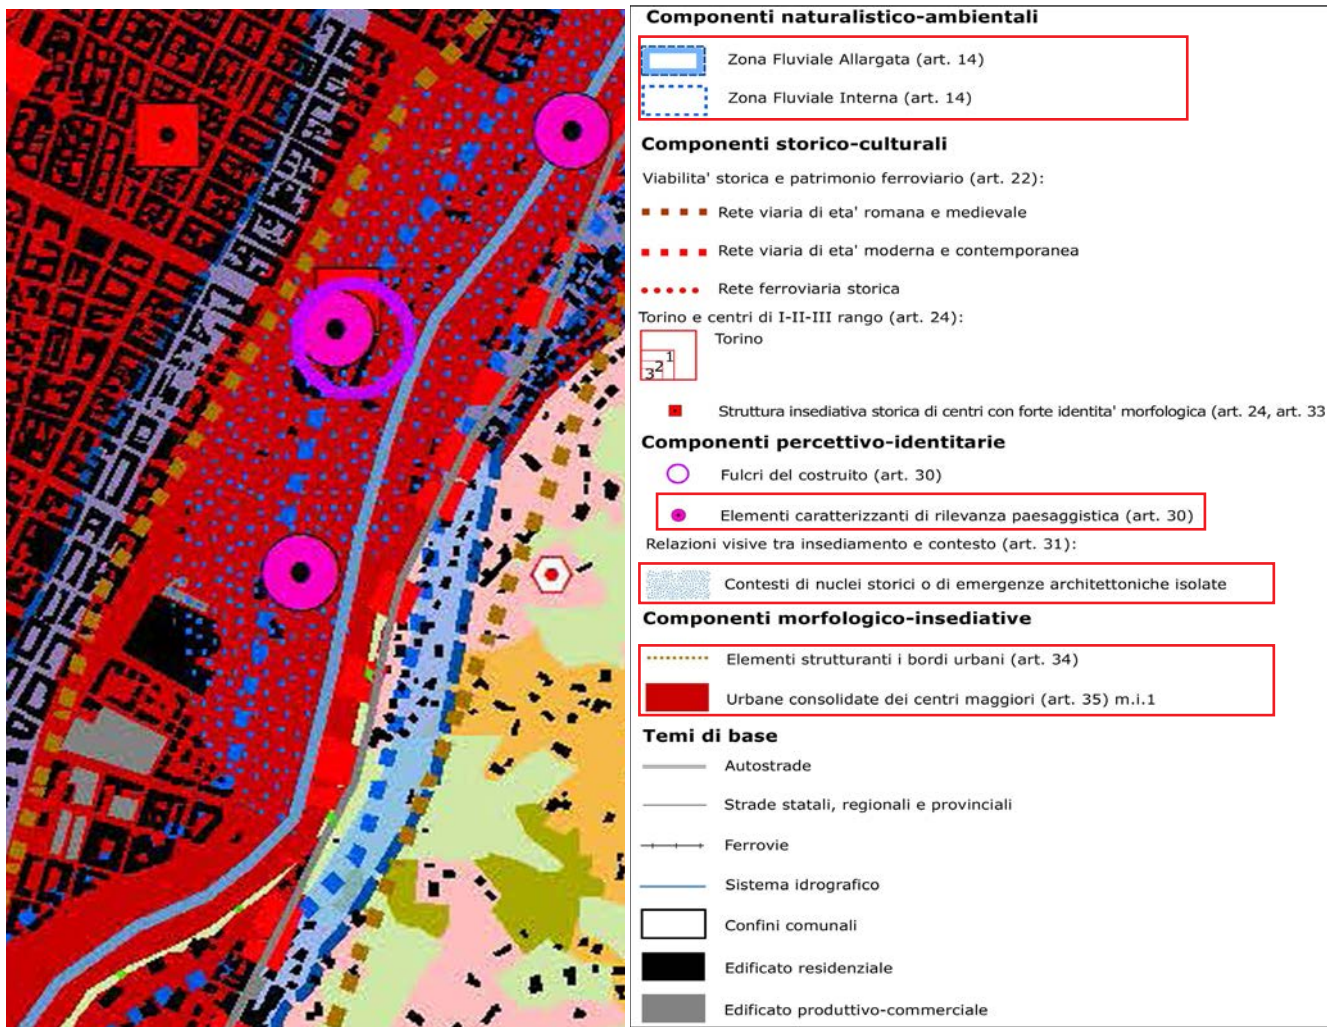 Componenti naturalistico-ambientali
Zona Fluviale Allargata (art. 14)
Zona Fluviale Interna (art. 14)
Componenti storico-culturali
Viabilita' storica e patrimonio ferroviario (art. 22):
Rete viaria di eta' romana e medievale
Rete viaria di eta' moderna e contemporanea
Rete ferroviaria storica
Torino e centri di I-II-III rango (art. 24):
Torino
1
2
3
Struttura insediativa storica di centri con forte identita' morfologica (art. 24, art. 33
Componenti percettivo-identitarie
Fulcri del costruito (art. 30)
Elementi caratterizzanti di rilevanza paesaggistica (art. 30)
Relazioni visive tra insediamento e contesto (art. 31):
Contesti di nuclei storici o di emergenze architettoniche isolate
Componenti morfologico-insediative
Elementi strutturanti i bordi urbani (art. 34)
Urbane consolidate dei centri maggiori (art. 35) m.i.1
Temi di base
Autostrade
Strade statali, regionali e provinciali
Ferrovie
Sistema idrografico
Confini comunali
Edificato residenziale
Edificato produttivo-commerciale